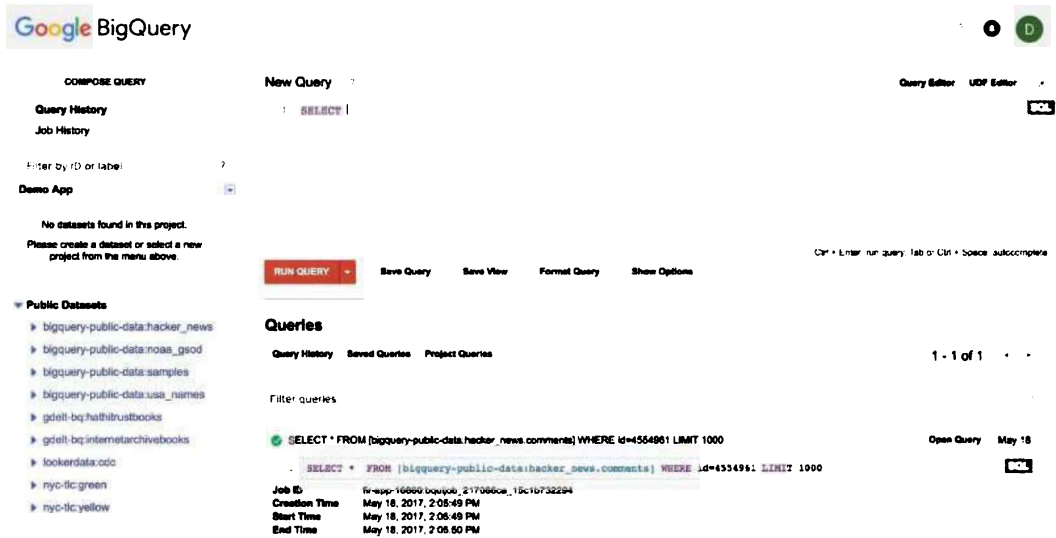 Google BigQuery
D
COMPOSE QUERY
Query History
Job History
Filter by ID or label
?
Demo App
No datasets found in this project.
Please create a dataset or select a new
project from the menu above.
Public Datasets
bigquery-public-data:hacker_news
bigquery-public-data:noaa_gsod
bigquery-public-data:samples
bigquery-public-data:usa_names
gdelt-bq:hathitrustbooks
gdelt-bq:internetarchivebooks
lookerdata:cdc
nyc-tlc:green
nyc-tlc:yellow
New Query ?
Query Editor UDF Editor
1 SELECT
SQL
Ctrl + Enter: run query, Tab or Ctrl + Space: autocomplete
RUN QUERY Save Query Save View Format Query Show Options
Queries
Query History Saved Queries Project Queries
1 - 1 of 1
Filter queries
SELECT * FROM [bigquery-public-data:hacker_news.comments] WHERE id=4554961 LIMIT 1000
Open Query May 18
SELECT * FROM [bigquery-public-data:hacker_news.comments] WHERE id=4554961 LIMIT 1000
SQL
Job ID
Creation Time May 18, 2017, 2:06:49 PM
Start Time May 18, 2017, 2:06:49 PM
End Time May 18, 2017, 2:06:50 PM